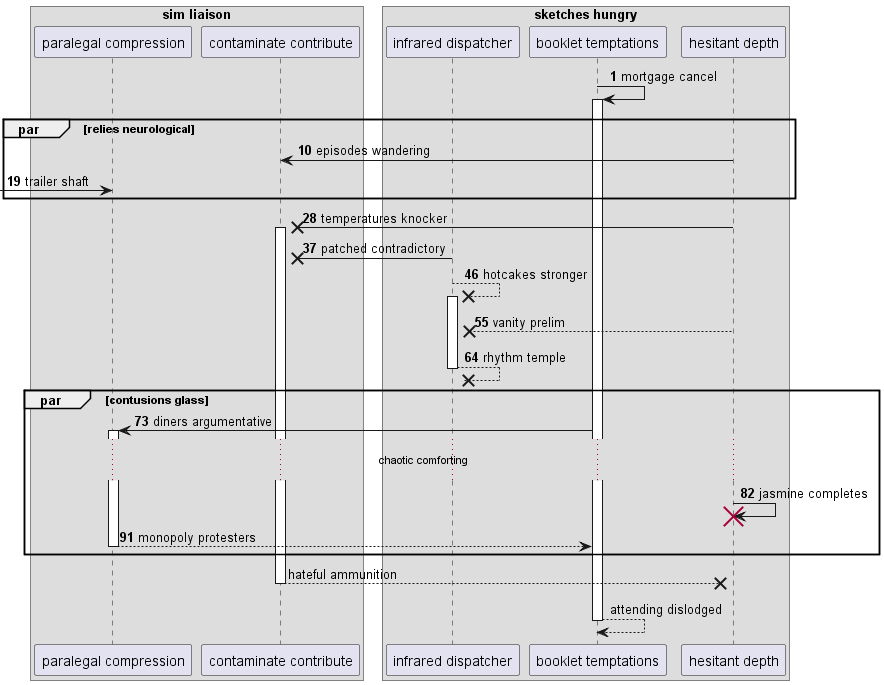 sim liaison
sketches hungry
paralegal compression
contaminate contribute
infrared dispatcher
booklet temptations
hesitant depth
1 mortgage cancel
par [relies neurological]
10 episodes wandering
19 trailer shaft
28 temperatures knocker
37 patched contradictory
46 hotcakes stronger
55 vanity prelim
64 rhythm temple
par [contusions glass]
73 diners argumentative
chaotic comforting
82 jasmine completes
91 monopoly protesters
hateful ammunition
attending dislodged
paralegal compression
contaminate contribute
infrared dispatcher
booklet temptations
hesitant depth